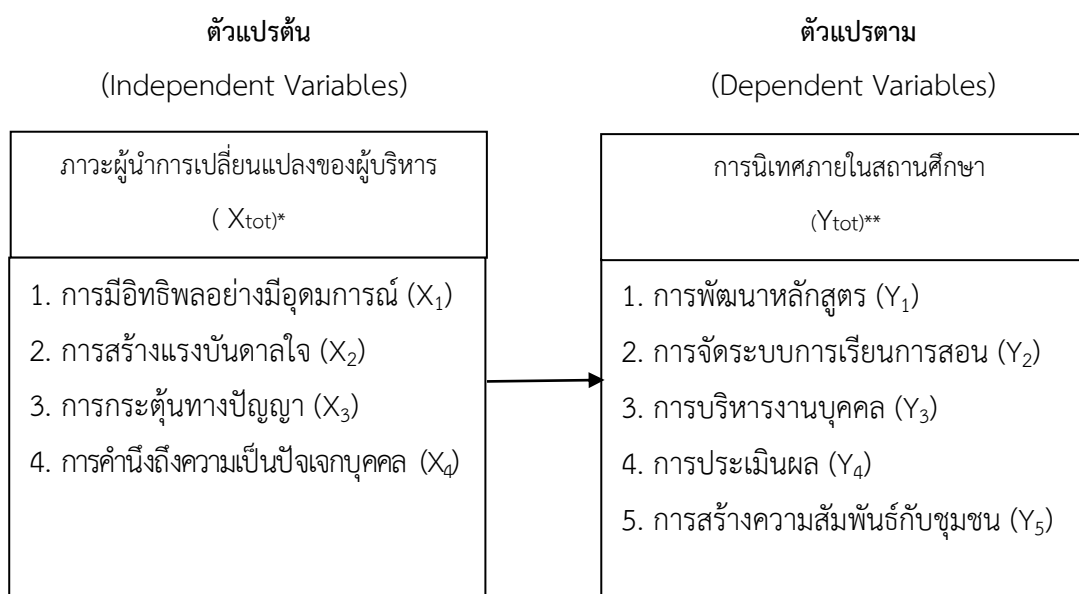 ตัวแปรต้น
(Independent Variables)
ภาวะผู้นำการเปลี่ยนแปลงของผู้บริหาร
( Xtot)*
1. การมีอิทธิพลอย่างมีอุดมการณ์ (X1)
2. การสร้างแรงบันดาลใจ (X2)
3. การกระตุ้นทางปัญญา (X3)
4. การคำนึงถึงความเป็นปัจเจกบุคคล (X4)
ตัวแปรตาม
(Dependent Variables)
การนิเทศภายในสถานศึกษา
(Ytot)**
1. การพัฒนาหลักสูตร (Y1)
2. การจัดระบบการเรียนการสอน (Y2)
3. การบริหารงานบุคคล (Y3)
4. การประเมินผล (Y4)
5. การสร้างความสัมพันธ์กับชุมชน (Y5)